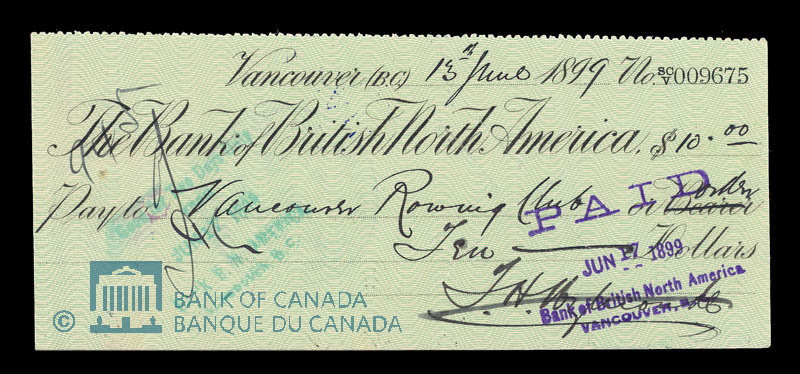 Vancouver (B.C.) 13th June 1899 No. SC/V 009675
The Bank of British North America. $10.00
Pay to Vancouver Rowing Club or Bearer order
Ten Dollars
PAID
JUN 17 1899
Bank of British North America
VANCOUVER, B.C.
© BANK OF CANADA
BANQUE DU CANADA